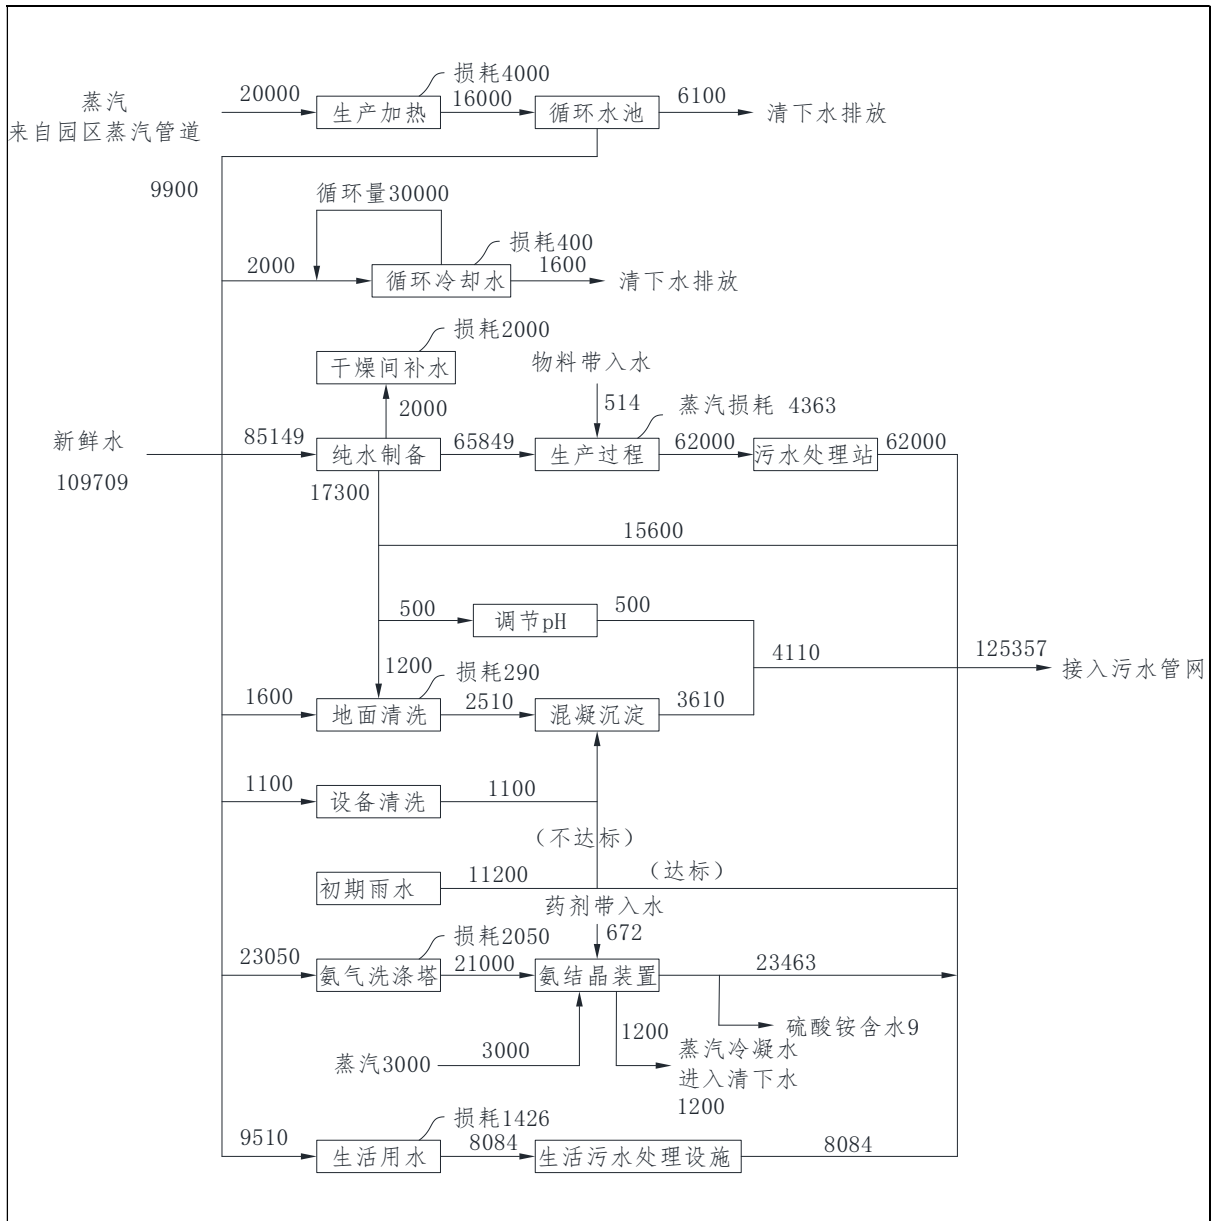 损耗4000
20000
16000
6100
蒸汽
来自园区蒸汽管道
生产加热
循环水池
清下水排放
9900
循环量30000
损耗400
2000
1600
循环冷却水
清下水排放
损耗2000
干燥间补水
物料带入水
2000
514
蒸汽损耗 4363
新鲜水
109709
85149
纯水制备
65849
生产过程
62000
污水处理站
62000
17300
15600
500
调节pH
500
4110
125357
接入污水管网
1200
损耗290
1600
地面清洗
2510
混凝沉淀
3610
1100
设备清洗
1100
（不达标）
初期雨水
11200
（达标）
药剂带入水
672
损耗2050
23050
氨气洗涤塔
21000
氨结晶装置
23463
硫酸铵含水9
1200
蒸汽3000
3000
蒸汽冷凝水
进入清下水
1200
损耗1426
9510
生活用水
8084
生活污水处理设施
8084